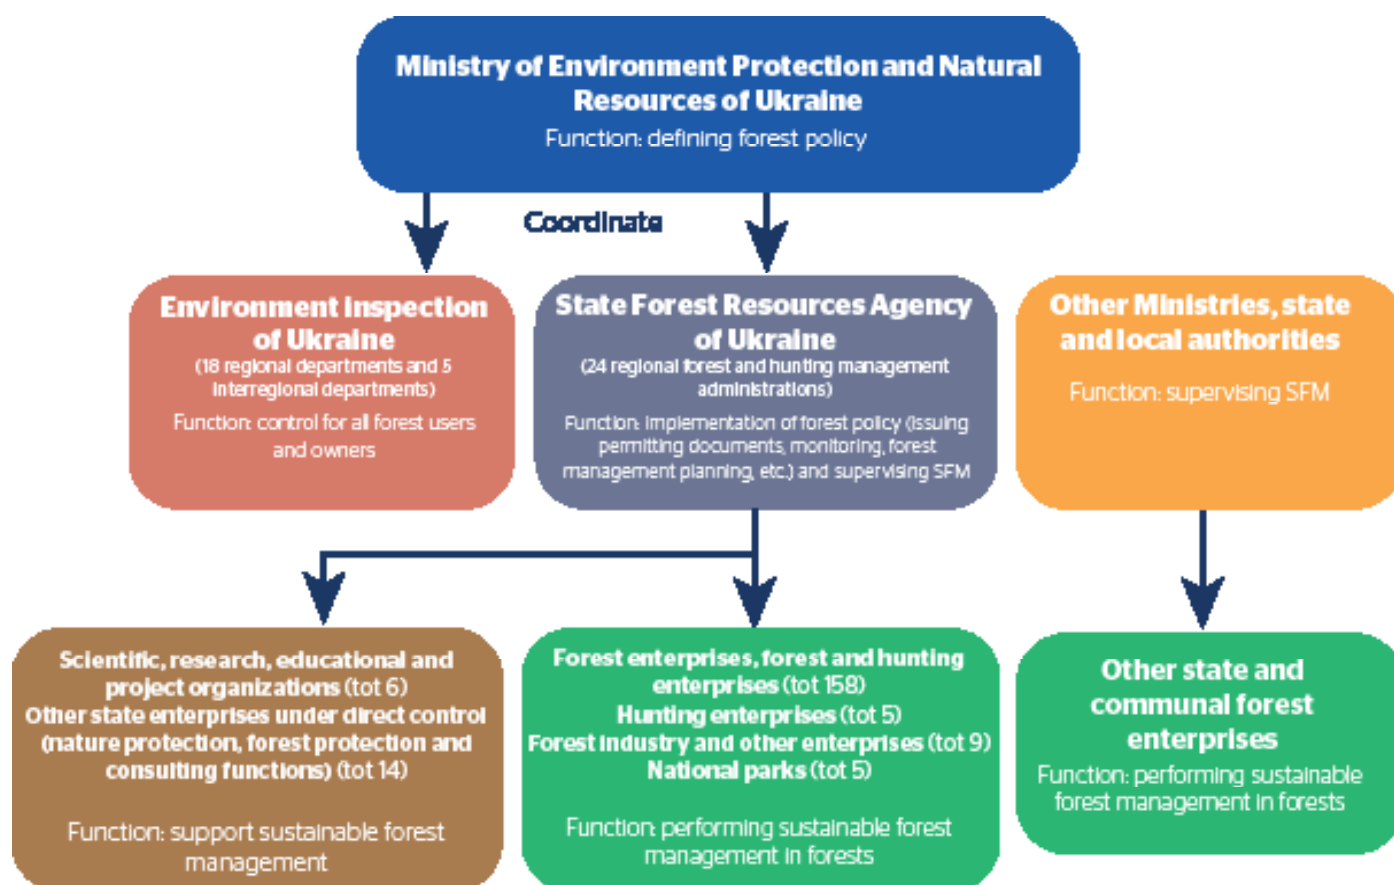 Ministry of Environment Protection and Natural
Resources of Ukraine
Function: defining forest policy
Coordinate
Environment inspection
of Ukraine
(18 regional departments and 5
interregional departments)
Function: control for all forest users
and owners
State Forest Resources Agency
of Ukraine
(24 regional forest and hunting management
administrations)
Function: implementation of forest policy (issuing
permitting documents, monitoring, forest
management planning, etc.) and supervising SFM
Other Ministries, state
and local authorities
Function: supervising SFM
Scientific, research, educational and
project organizations (tot 6)
Other state enterprises under direct control
(nature protection, forest protection and
consulting functions) (tot 14)
Function: support sustainable forest
management
Forest enterprises, forest and hunting
enterprises (tot 158)
Hunting enterprises (tot 5)
Forest industry and other enterprises (tot 9)
National parks (tot 5)
Function: performing sustainable forest
management in forests
Other state and
communal forest
enterprises
Function: performing sustainable
forest management in forests